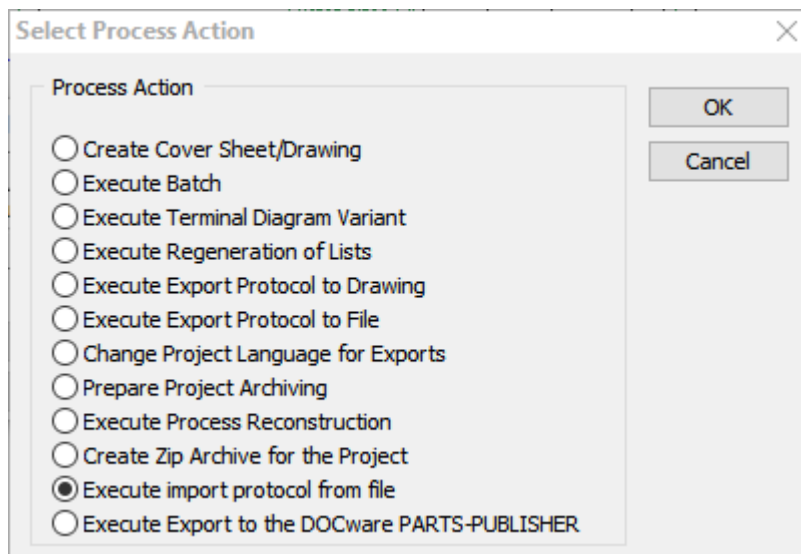 Select Process Action
Process Action
OK
Cancel
Create Cover Sheet/Drawing
Execute Batch
Execute Terminal Diagram Variant
Execute Regeneration of Lists
Execute Export Protocol to Drawing
Execute Export Protocol to File
Change Project Language for Exports
Prepare Project Archiving
Execute Process Reconstruction
Create Zip Archive for the Project
Execute import protocol from file
Execute Export to the DOCware PARTS-PUBLISHER